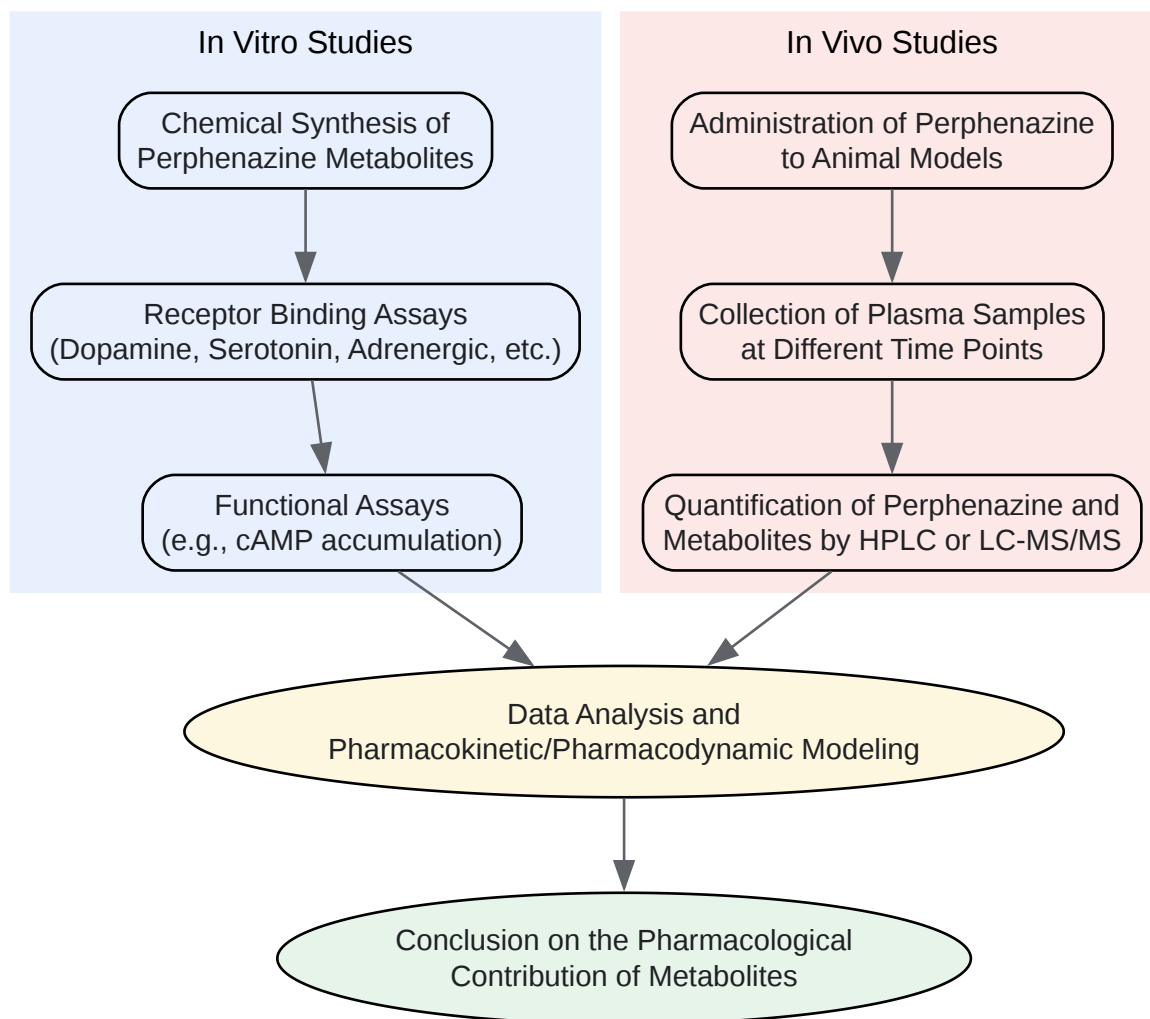 In Vitro Studies
Chemical Synthesis of
Perphenazine Metabolites
Receptor Binding Assays
(Dopamine, Serotonin, Adrenergic, etc.)
Functional Assays
(e.g., cAMP accumulation)
In Vivo Studies
Administration of Perphenazine
to Animal Models
Collection of Plasma Samples
at Different Time Points
Quantification of Perphenazine and
Metabolites by HPLC or LC-MS/MS
Data Analysis and
Pharmacokinetic/Pharmacodynamic Modeling
Conclusion on the Pharmacological
Contribution of Metabolites